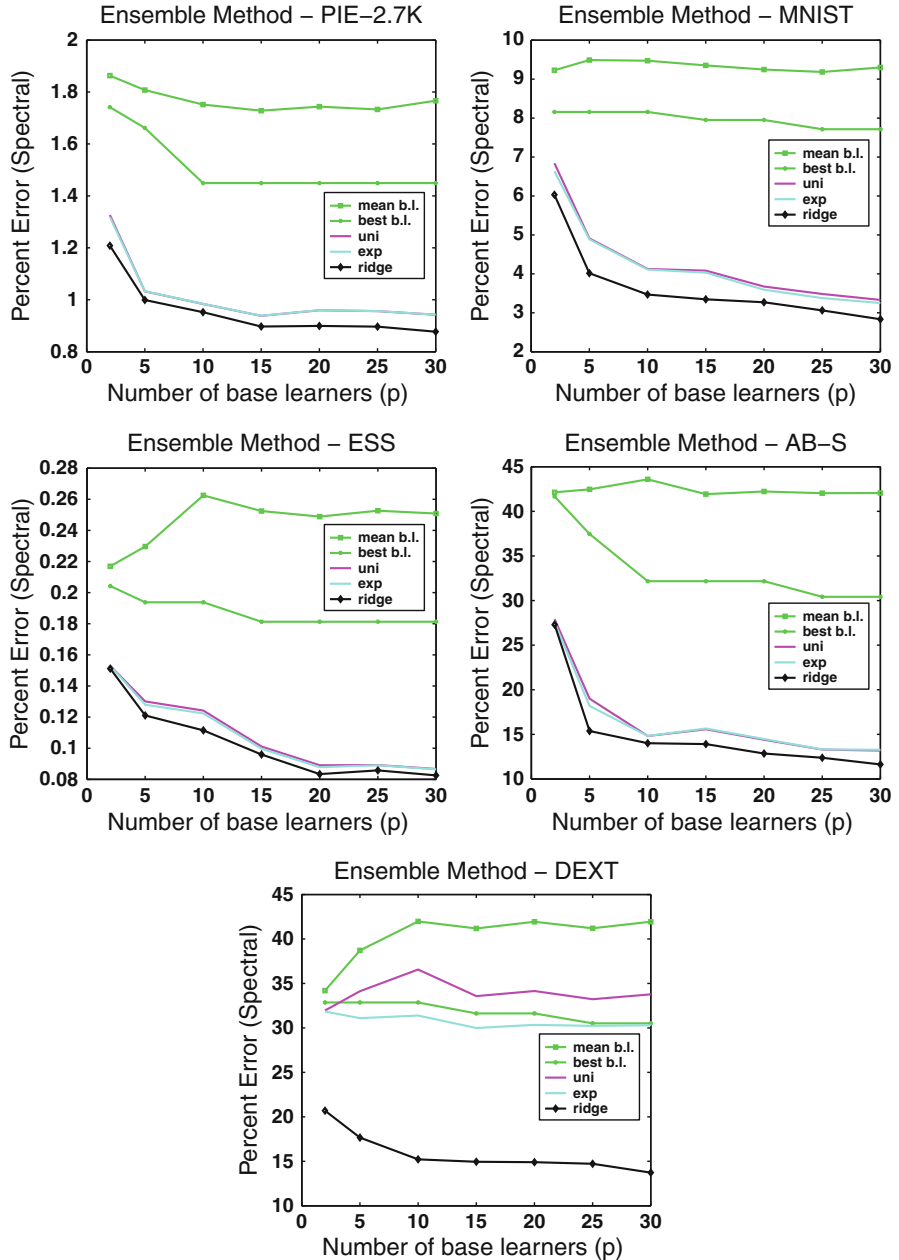 Ensemble Method – PIE–2.7K
Percent Error (Spectral)
2
1.8
1.6
1.4
1.2
1
0.8
mean b.l.
best b.l.
uni
exp
ridge
0 5 10 15 20 25 30
Number of base learners (p)
Ensemble Method – MNIST
Percent Error (Spectral)
10
9
8
7
6
5
4
3
2
mean b.l.
best b.l.
uni
exp
ridge
0 5 10 15 20 25 30
Number of base learners (p)
Ensemble Method – ESS
Percent Error (Spectral)
0.28
0.26
0.24
0.22
0.2
0.18
0.16
0.14
0.12
0.1
0.08
mean b.l.
best b.l.
uni
exp
ridge
0 5 10 15 20 25 30
Number of base learners (p)
Ensemble Method – AB–S
Percent Error (Spectral)
45
40
35
30
25
20
15
10
mean b.l.
best b.l.
uni
exp
ridge
0 5 10 15 20 25 30
Number of base learners (p)
Ensemble Method – DEXT
Percent Error (Spectral)
45
40
35
30
25
20
15
10
mean b.l.
best b.l.
uni
exp
ridge
0 5 10 15 20 25 30
Number of base learners (p)